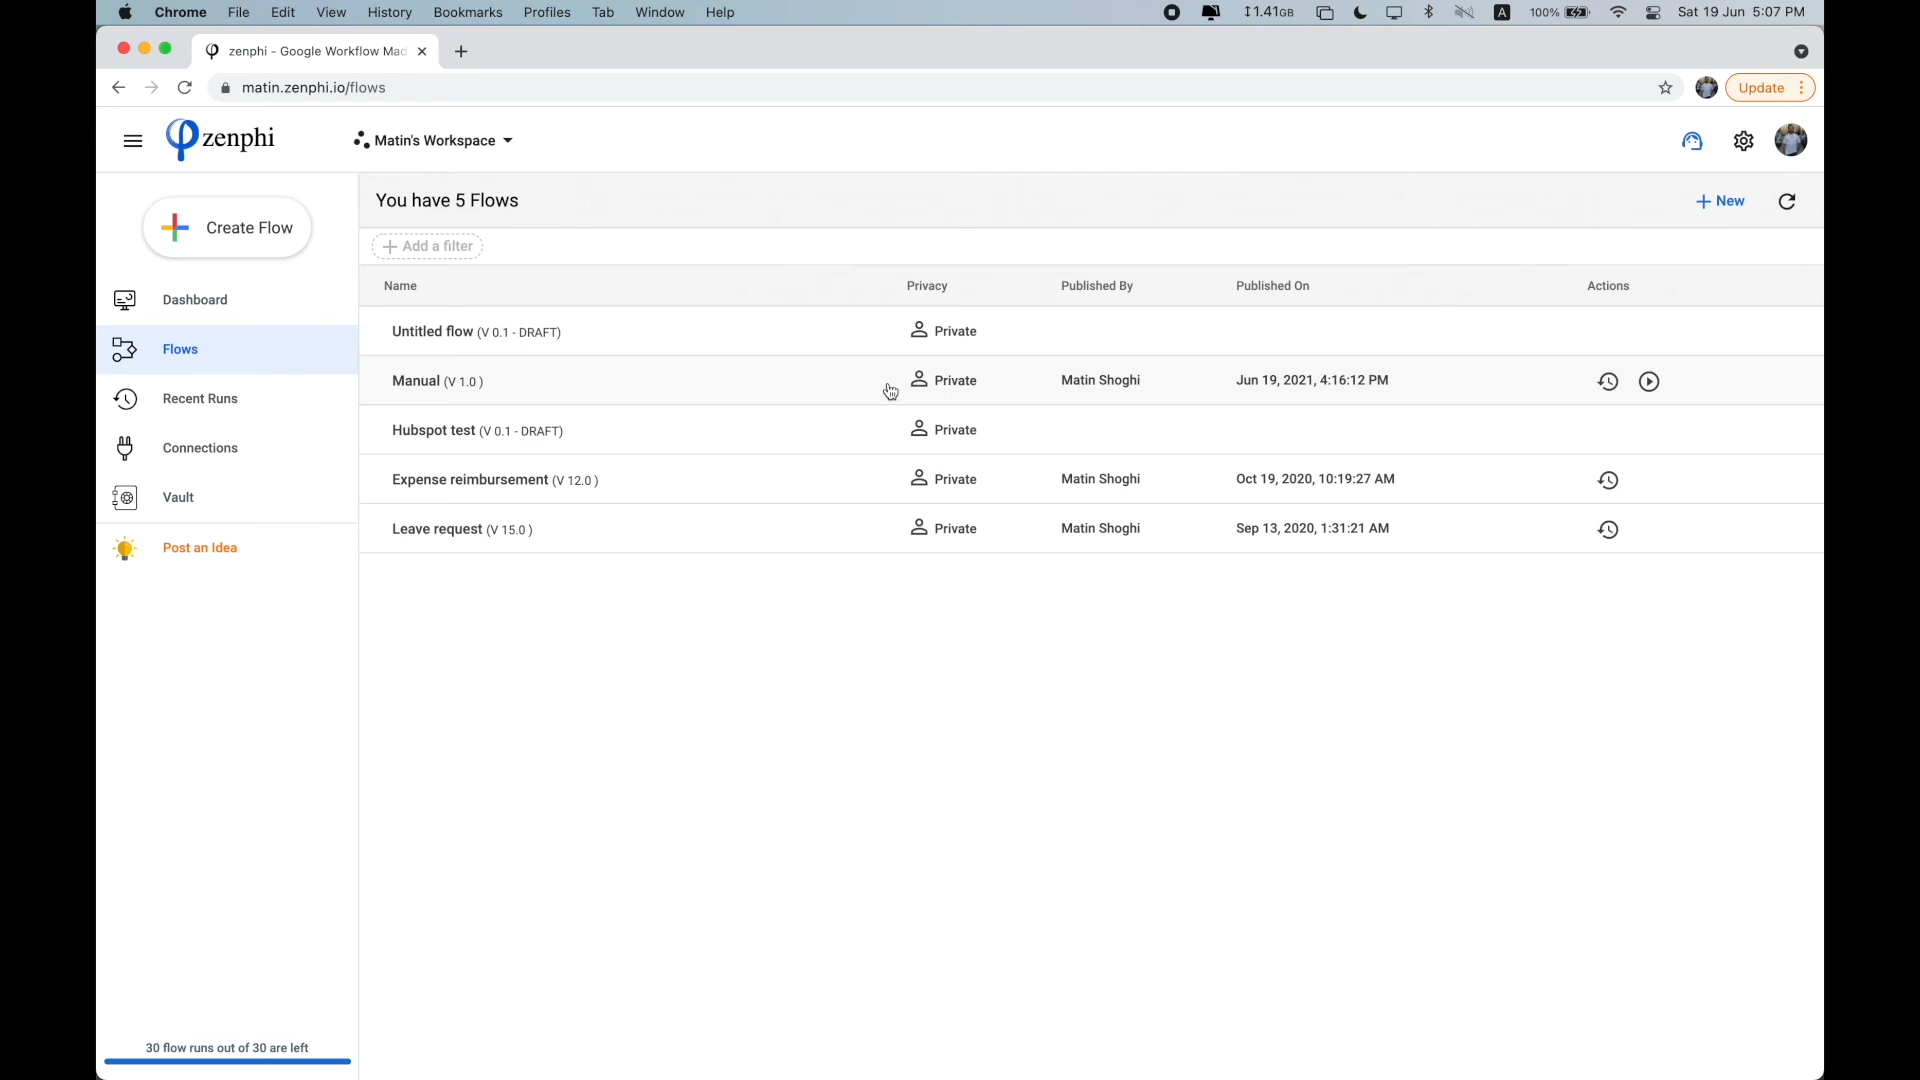 Chrome File Edit View History Bookmarks Profiles Tab Window Help 1.41GB A 100% Sat 19 Jun 5:07 PM
zenphi - Google Workflow Mad
matin.zenphi.io/flows Update
zenphi Matin's Workspace
Create Flow
Dashboard
Flows
Recent Runs
Connections
Vault
Post an Idea
30 flow runs out of 30 are left
You have 5 Flows New
Add a filter
Name Privacy Published By Published On Actions
Untitled flow (V 0.1 - DRAFT) Private
Manual (V 1.0 ) Private Matin Shoghi Jun 19, 2021, 4:16:12 PM
Hubspot test (V 0.1 - DRAFT) Private
Expense reimbursement (V 12.0 ) Private Matin Shoghi Oct 19, 2020, 10:19:27 AM
Leave request (V 15.0 ) Private Matin Shoghi Sep 13, 2020, 1:31:21 AM